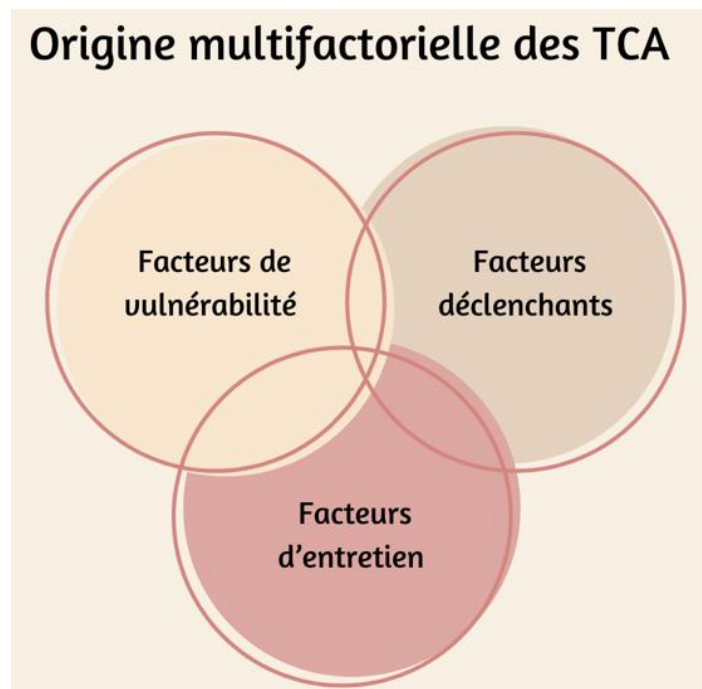 Origine multifactorielle des TCA
Facteurs de
vulnérabilité
Facteurs
déclenchants
Facteurs
d’entretien